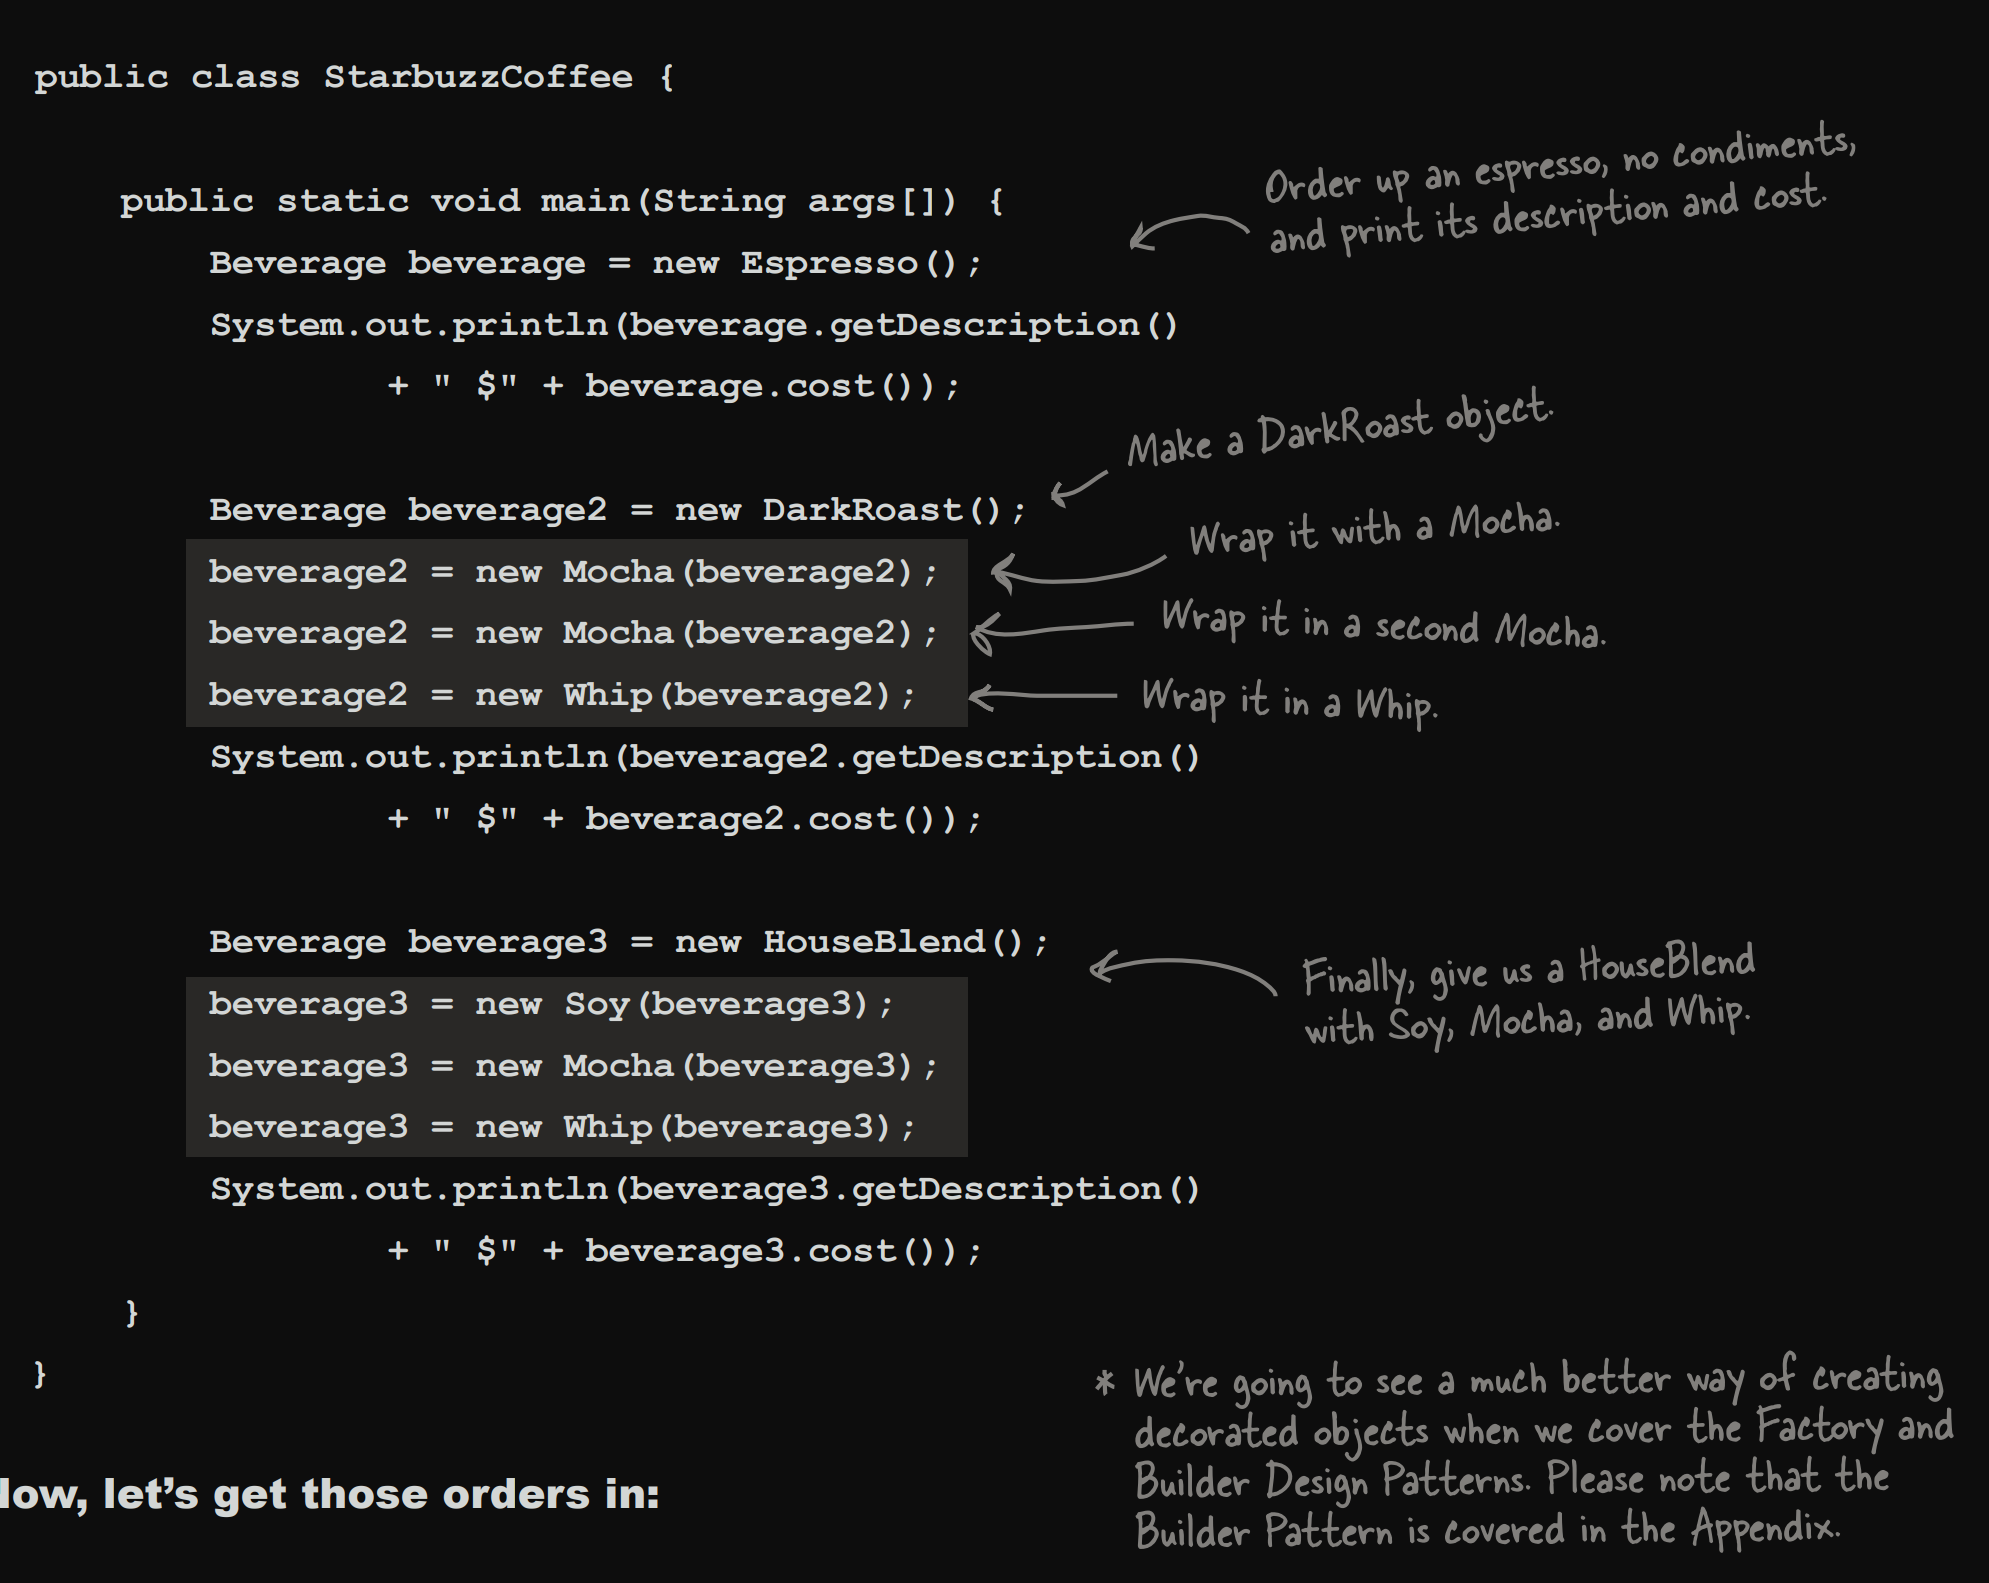 public class StarbuzzCoffee {
Order up an espresso, no condiments,
and print its description and cost.
public static void main(String args[]) {
Beverage beverage = new Espresso();
System.out.println(beverage.getDescription()
+ " $" + beverage.cost());
Make a DarkRoast object.
Beverage beverage2 = new DarkRoast();
Wrap it with a Mocha.
beverage2 = new Mocha(beverage2);
Wrap it in a second Mocha.
beverage2 = new Mocha(beverage2);
Wrap it in a Whip.
beverage2 = new Whip(beverage2);
System.out.println(beverage2.getDescription()
+ " $" + beverage2.cost());
Beverage beverage3 = new HouseBlend();
Finally, give us a HouseBlend
with Soy, Mocha, and Whip.
beverage3 = new Soy(beverage3);
beverage3 = new Mocha(beverage3);
beverage3 = new Whip(beverage3);
System.out.println(beverage3.getDescription()
+ " $" + beverage3.cost());
}
}
* We're going to see a much better way of creating
decorated objects when we cover the Factory and
Builder Design Patterns. Please note that the
Builder Pattern is covered in the Appendix.
let's get those orders in: